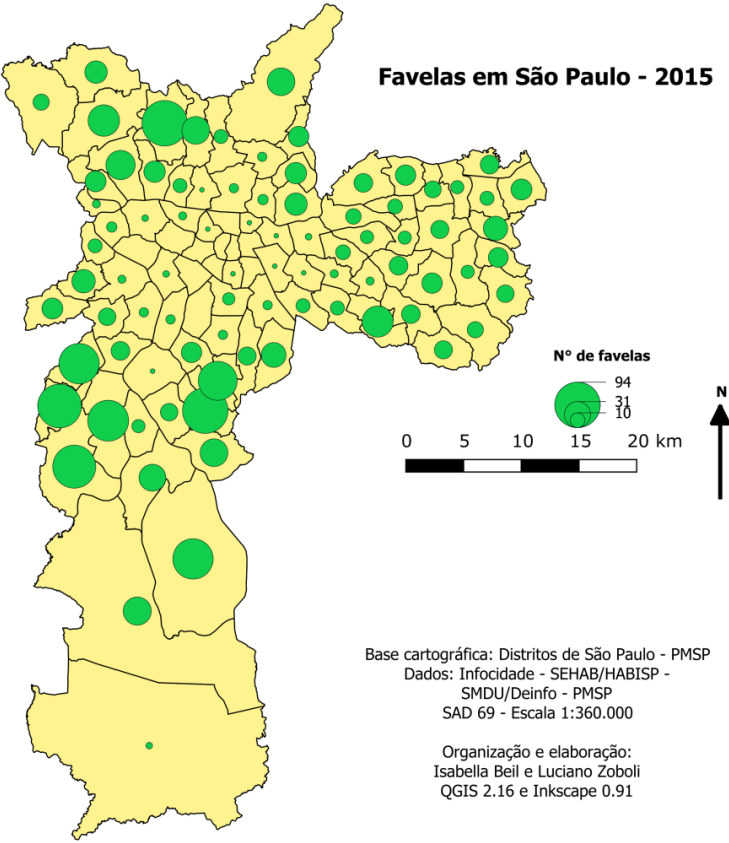 Favelas em São Paulo - 2015
N° de favelas
94
31
10
N
0 5 10 15 20 km
Base cartográfica: Distritos de São Paulo - PMSP
Dados: Infocidade - SEHAB/HABISP -
SMDU/Deinfo - PMSP
SAD 69 - Escala 1:360.000
Organização e elaboração:
Isabella Beil e Luciano Zoboli
QGIS 2.16 e Inkscape 0.91